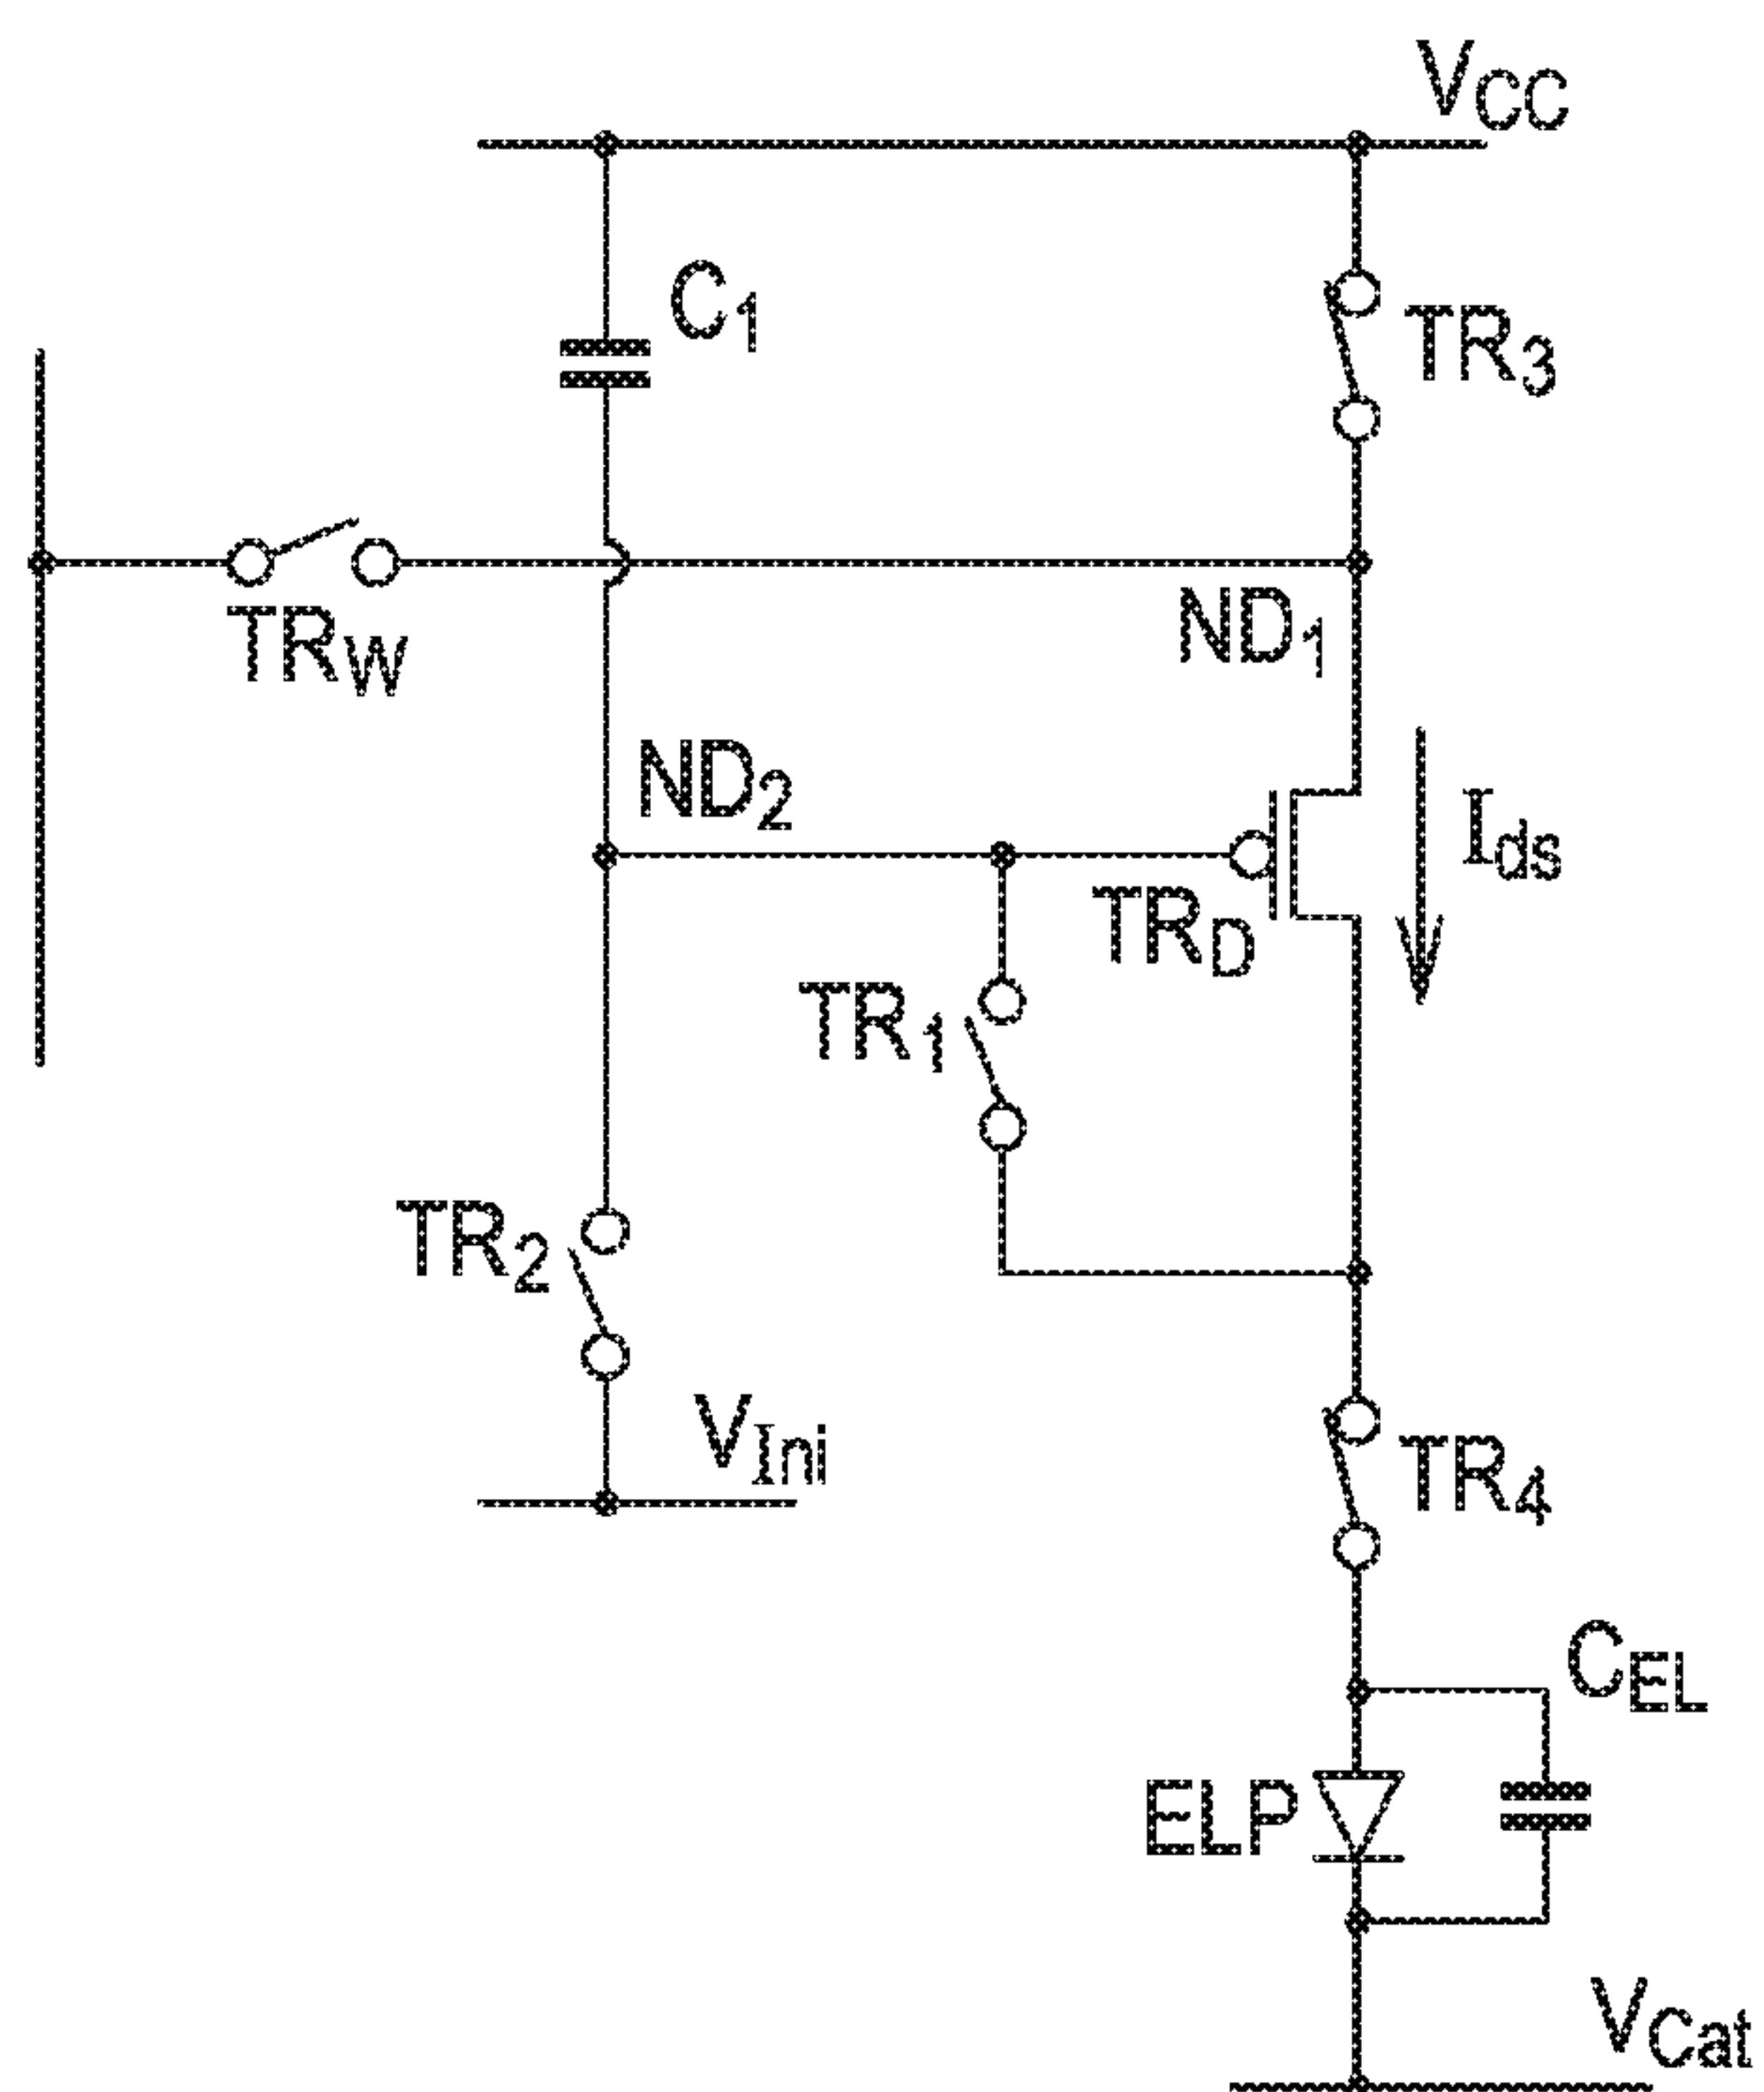 VCC
C1
TR3
TRW
ND1
ND2
Ids
TRD
TR1
TR2
VIni
TR4
CEL
ELP
VCat